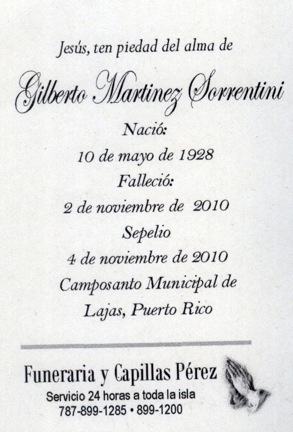 Jesús, ten piedad del alma de
Gilberto Martinez Sorrentini
Nació:
10 de mayo de 1928
Falleció:
2 de noviembre de 2010
Sepelio
4 de noviembre de 2010
Camposanto Municipal de
Lajas, Puerto Rico
Funeraria y Capillas Pérez
Servicio 24 horas a toda la isla
787-899-1285 • 899-1200